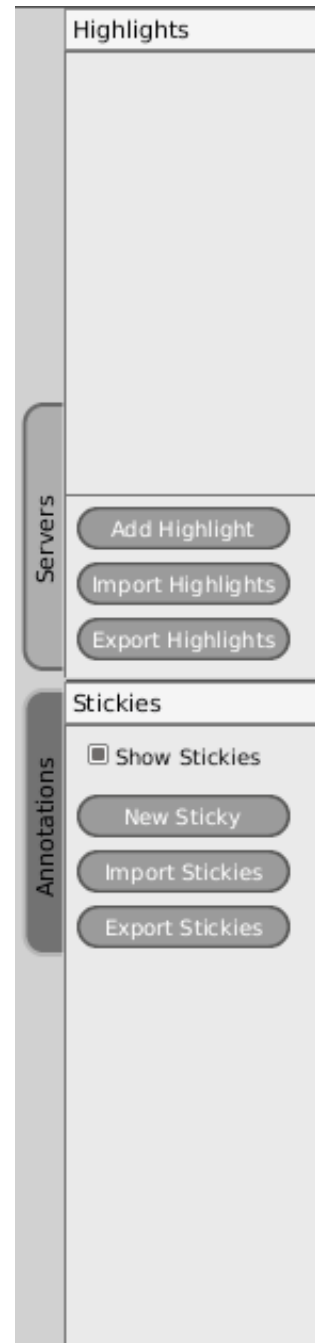 Highlights
Servers
Add Highlight
Import Highlights
Export Highlights
Stickies
Annotations
Show Stickies
New Sticky
Import Stickies
Export Stickies